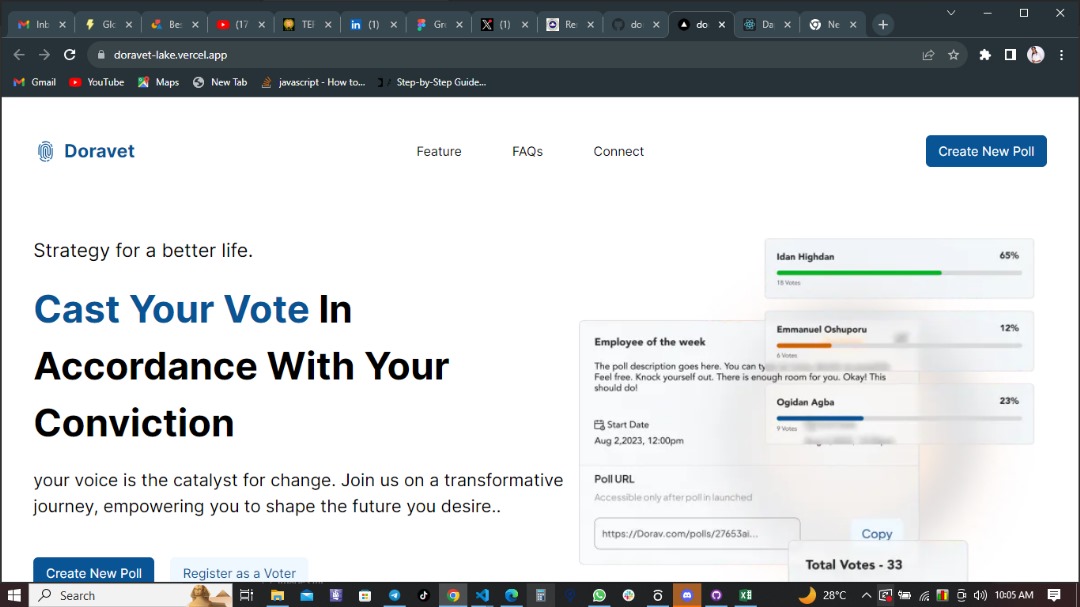 Inb
Glo
Be
(17
TEI
(1)
Gr
(1)
Re
do
do
Da
Ne
doravet-lake.vercel.app
Gmail
YouTube
Maps
New Tab
javascript - How to...
Step-by-Step Guide...
Doravet
Feature
FAQs
Connect
Create New Poll
Strategy for a better life.
Cast Your Vote In
Accordance With Your
Conviction
your voice is the catalyst for change. Join us on a transformative
journey, empowering you to shape the future you desire..
Create New Poll
Register as a Voter
Idan Highdan 65%
18 Votes
Emmanuel Oshuporu 12%
6 Votes
Ogidan Agba 23%
9 Votes
Employee of the week
The poll description goes here. You can ty
Feel free. Knock yourself out. There is enough room for you. Okay! This
should do!
Start Date
Aug 2,2023, 12:00pm
Poll URL
Accessible only after poll in launched
https://Dorav.com/polls/27653ai...
Copy
Total Votes - 33
Search
28°C
10:05 AM